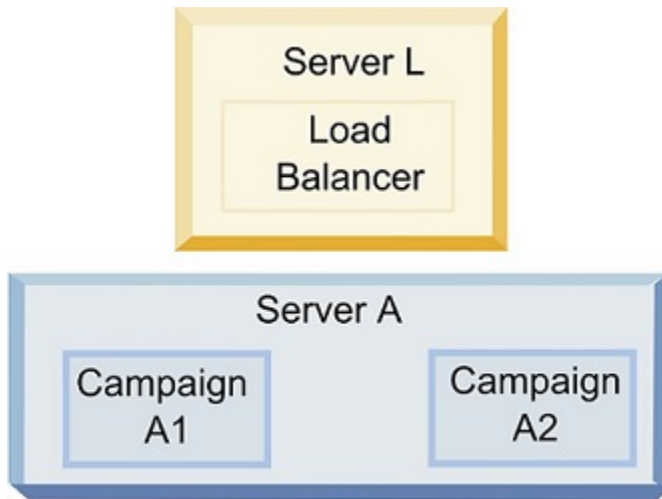 Server L
Load
Balancer
Server A
Campaign
A1
Campaign
A2